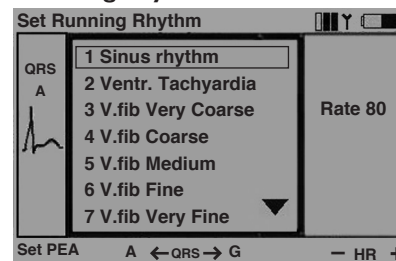 Set Running Rhythm
QRS
A
1 Sinus rhythm
2 Ventr. Tachyardia
3 V.fib Very Coarse
4 V.fib Coarse
5 V.fib Medium
6 V.fib Fine
7 V.fib Very Fine
Rate 80
Set PEA A ←QRS→ G − HR +